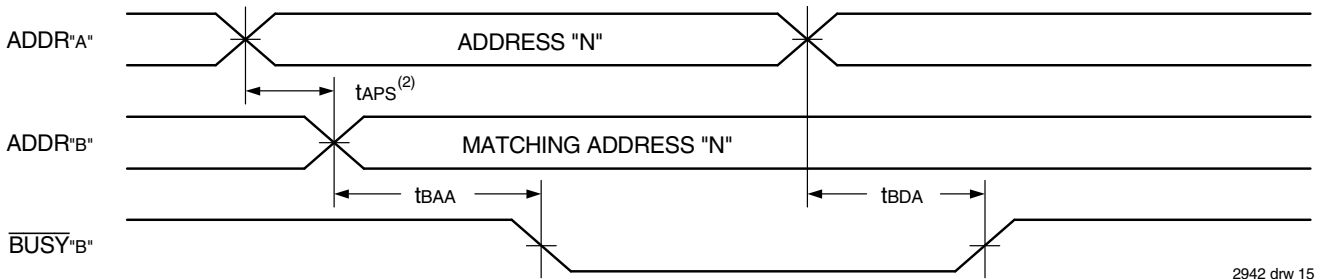 ADDR"A"
ADDRESS "N"
tAPS(2)
ADDR"B"
MATCHING ADDRESS "N"
tBAA
tBDA
BUSY"B"
2942 drw 15